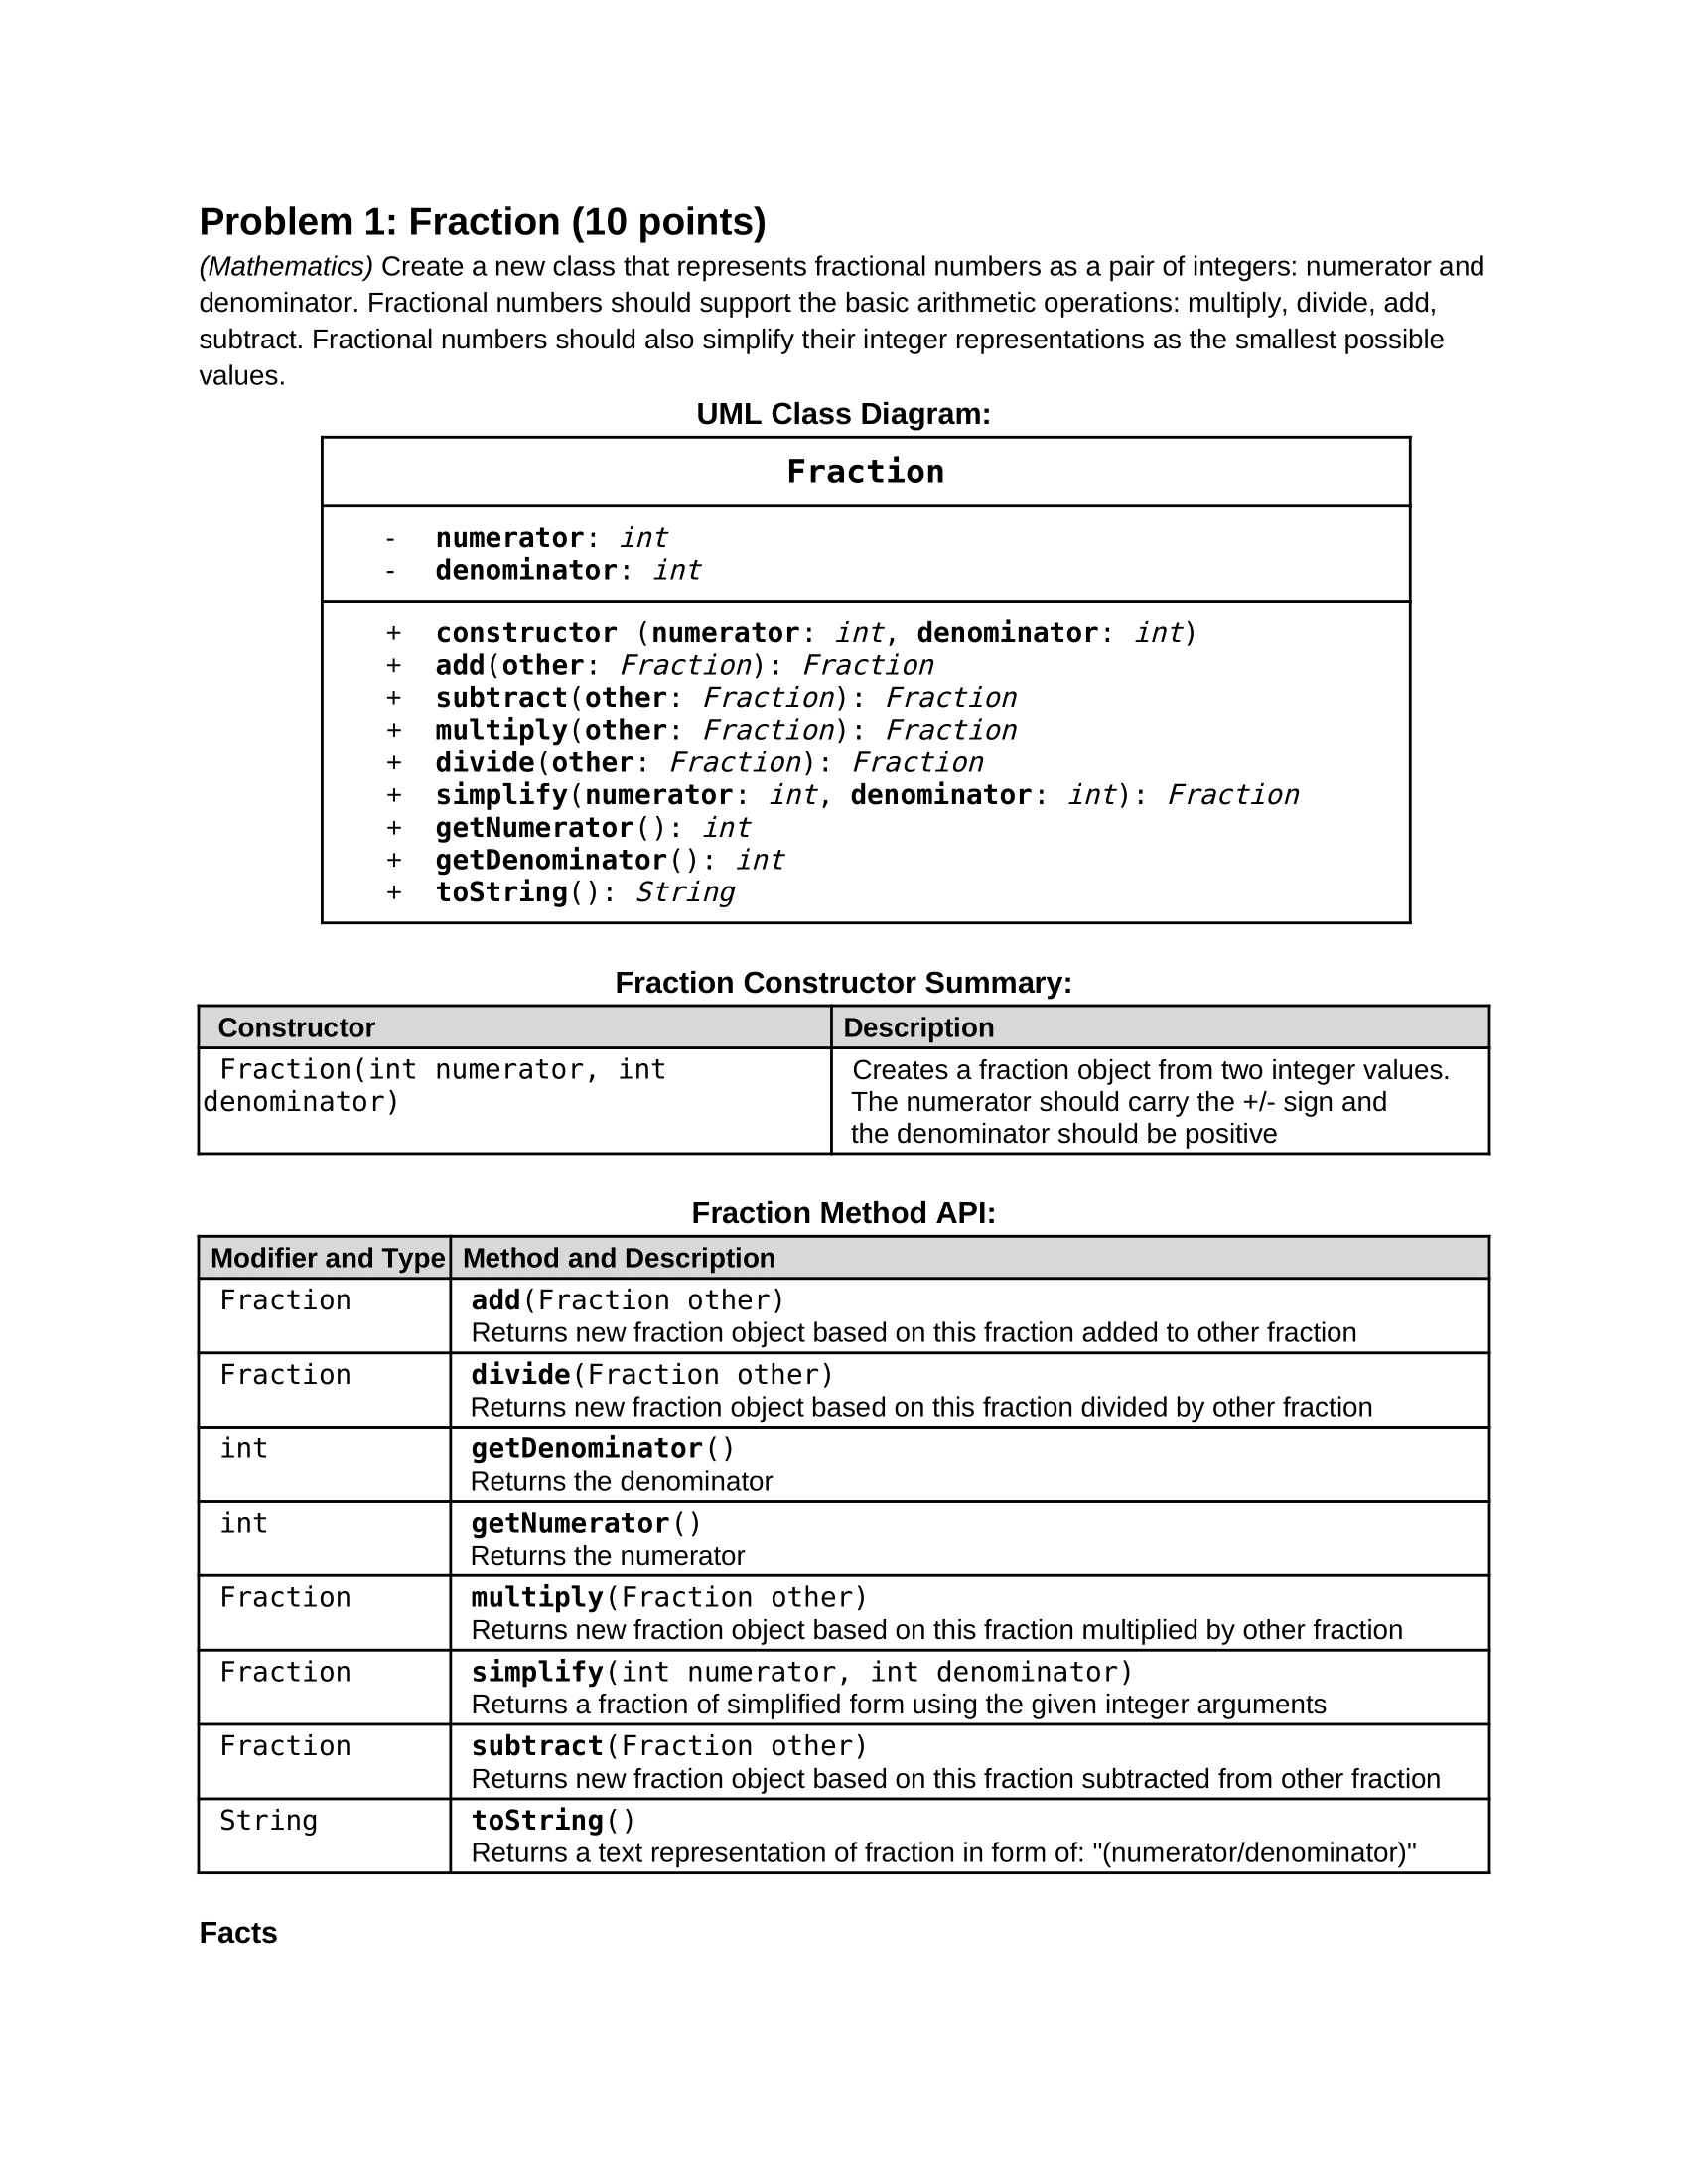 Problem 1: Fraction (10 points)
(Mathematics) Create a new class that represents fractional numbers as a pair of integers: numerator and
denominator. Fractional numbers should support the basic arithmetic operations: multiply, divide, add,
subtract. Fractional numbers should also simplify their integer representations as the smallest possible
values.
UML Class Diagram:
Fraction
- numerator: int
- denominator: int
+ constructor (numerator: int, denominator: int)
+ add(other: Fraction): Fraction
+ subtract(other: Fraction): Fraction
+ multiply(other: Fraction): Fraction
+ divide(other: Fraction): Fraction
+ simplify(numerator: int, denominator: int): Fraction
+ getNumerator(): int
+ getDenominator(): int
+ toString(): String
Fraction Constructor Summary:
Constructor Description
Fraction(int numerator, int
denominator)
Creates a fraction object from two integer values.
The numerator should carry the +/- sign and
the denominator should be positive
Fraction Method API:
Modifier and Type Method and Description
Fraction add(Fraction other)
Returns new fraction object based on this fraction added to other fraction
Fraction divide(Fraction other)
Returns new fraction object based on this fraction divided by other fraction
int getDenominator()
Returns the denominator
int getNumerator()
Returns the numerator
Fraction multiply(Fraction other)
Returns new fraction object based on this fraction multiplied by other fraction
Fraction simplify(int numerator, int denominator)
Returns a fraction of simplified form using the given integer arguments
Fraction subtract(Fraction other)
Returns new fraction object based on this fraction subtracted from other fraction
String toString()
Returns a text representation of fraction in form of: "(numerator/denominator)"
Facts